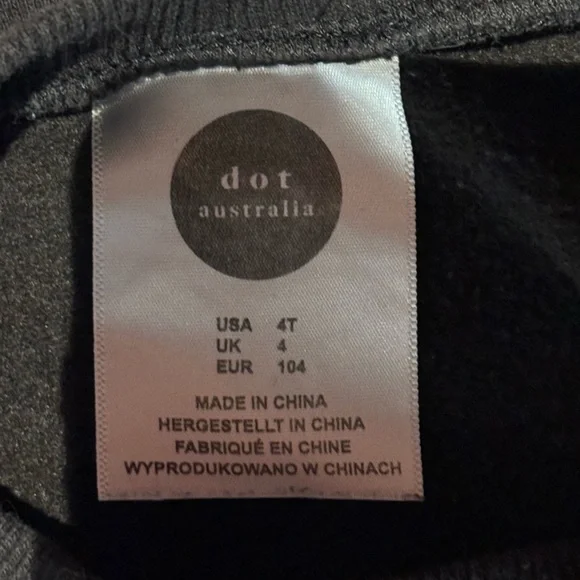 dot
australia
USA 4T
UK 4
EUR 104
MADE IN CHINA
HERGESTELLT IN CHINA
FABRIQUÉ EN CHINE
WYPRODUKOWANO W CHINACH